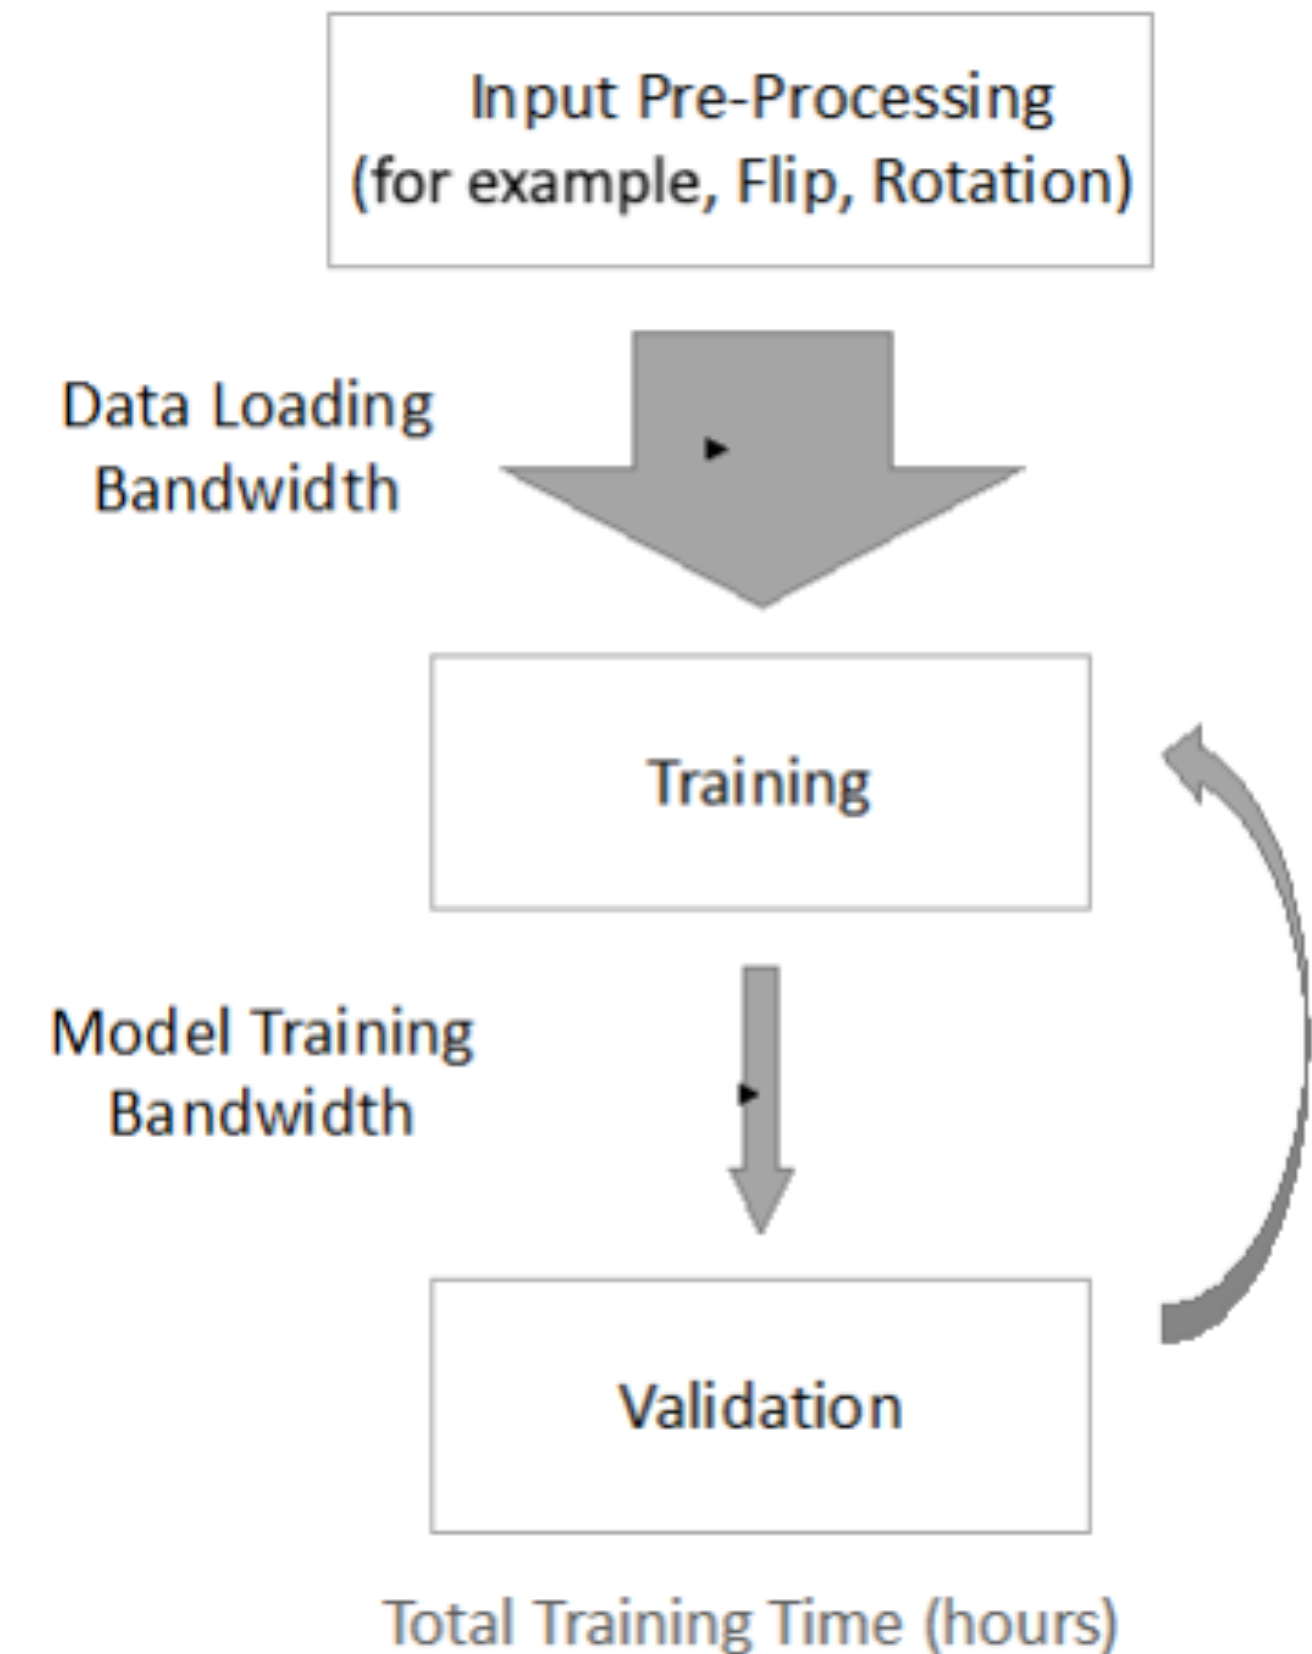 Input Pre-Processing
(for example, Flip, Rotation)
Data Loading
Bandwidth
Training
Model Training
Bandwidth
Validation
Total Training Time (hours)